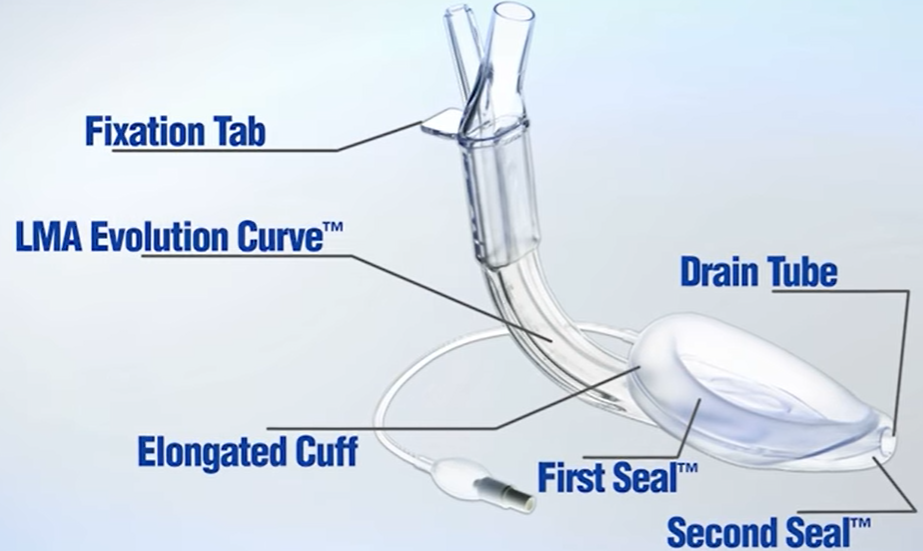 Fixation Tab
LMA Evolution Curve™
Drain Tube
Elongated Cuff
First Seal™
Second Seal™